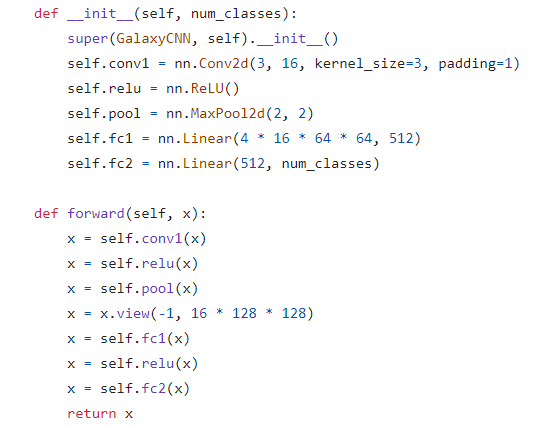 def __init__(self, num_classes):
super(GalaxyCNN, self).__init__()
self.conv1 = nn.Conv2d(3, 16, kernel_size=3, padding=1)
self.relu = nn.ReLU()
self.pool = nn.MaxPool2d(2, 2)
self.fc1 = nn.Linear(4 * 16 * 64 * 64, 512)
self.fc2 = nn.Linear(512, num_classes)
def forward(self, x):
x = self.conv1(x)
x = self.relu(x)
x = self.pool(x)
x = x.view(-1, 16 * 128 * 128)
x = self.fc1(x)
x = self.relu(x)
x = self.fc2(x)
return x